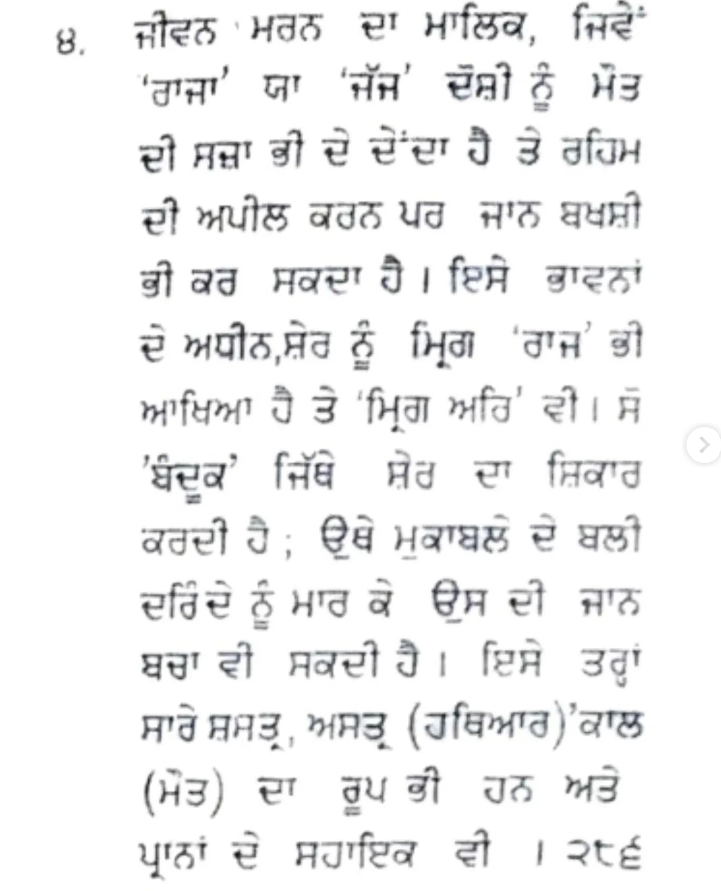 ੪. ਜੀਵਨ ਮਰਨ ਦਾ ਮਾਲਿਕ, ਜਿਵੇਂ
'ਰਾਜਾ' ਯਾ 'ਜੱਜ' ਦੋਸ਼ੀ ਨੂੰ ਮੌਤ
ਦੀ ਸਜ਼ਾ ਭੀ ਦੇ ਦੇਂਦਾ ਹੈ ਤੇ ਰਹਿਮ
ਦੀ ਅਪੀਲ ਕਰਨ ਪਰ ਜਾਨ ਬਖਸ਼ੀ
ਭੀ ਕਰ ਸਕਦਾ ਹੈ । ਇਸੇ ਭਾਵਨਾਂ
ਦੇ ਅਧੀਨ,ਸ਼ੇਰ ਨੂੰ ਮ੍ਰਿਗ 'ਰਾਜ' ਭੀ
ਆਖਿਆ ਹੈ ਤੇ 'ਮ੍ਰਿਗ ਅਰਿ' ਵੀ । ਸੋ
'ਬੰਦੂਕ' ਜਿੱਥੇ ਸ਼ੇਰ ਦਾ ਸ਼ਿਕਾਰ
ਕਰਦੀ ਹੈ ; ਉਥੇ ਮੁਕਾਬਲੇ ਦੇ ਬਲੀ
ਦਰਿੰਦੇ ਨੂੰ ਮਾਰ ਕੇ ਉਸ ਦੀ ਜਾਨ
ਬਚਾ ਵੀ ਸਕਦੀ ਹੈ । ਇਸੇ ਤਰ੍ਹਾਂ
ਸਾਰੇ ਸ਼ਸਤ੍ਰ, ਅਸਤ੍ਰ (ਹਥਿਆਰ)'ਕਾਲ
(ਮੌਤ) ਦਾ ਰੂਪ ਭੀ ਹਨ ਅਤੇ
ਪ੍ਰਾਨਾਂ ਦੇ ਸਹਾਇਕ ਵੀ । ੨੮੬